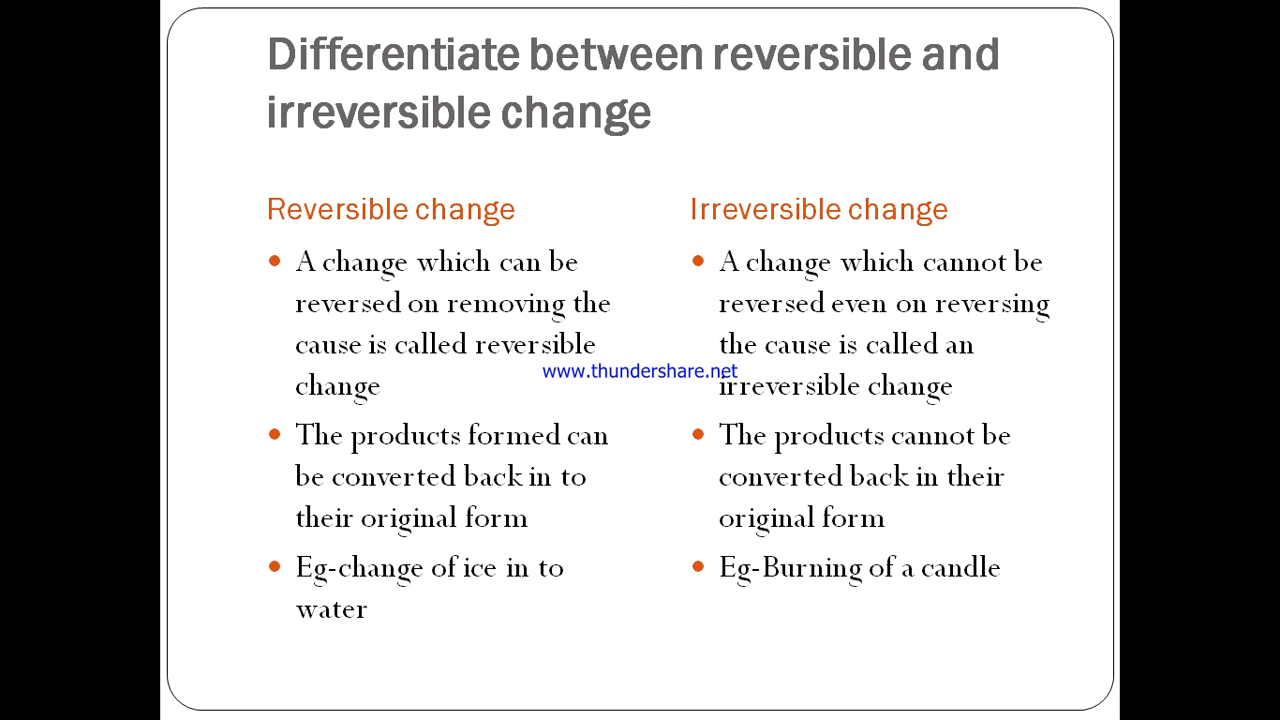 Differentiate between reversible and
irreversible change
Reversible change
• A change which can be
reversed on removing the
cause is called reversible
change
• The products formed can
be converted back in to
their original form
• Eg-change of ice in to
water
Irreversible change
• A change which cannot be
reversed even on reversing
the cause is called an
irreversible change
• The products cannot be
converted back in their
original form
• Eg-Burning of a candle
www.thundershare.net